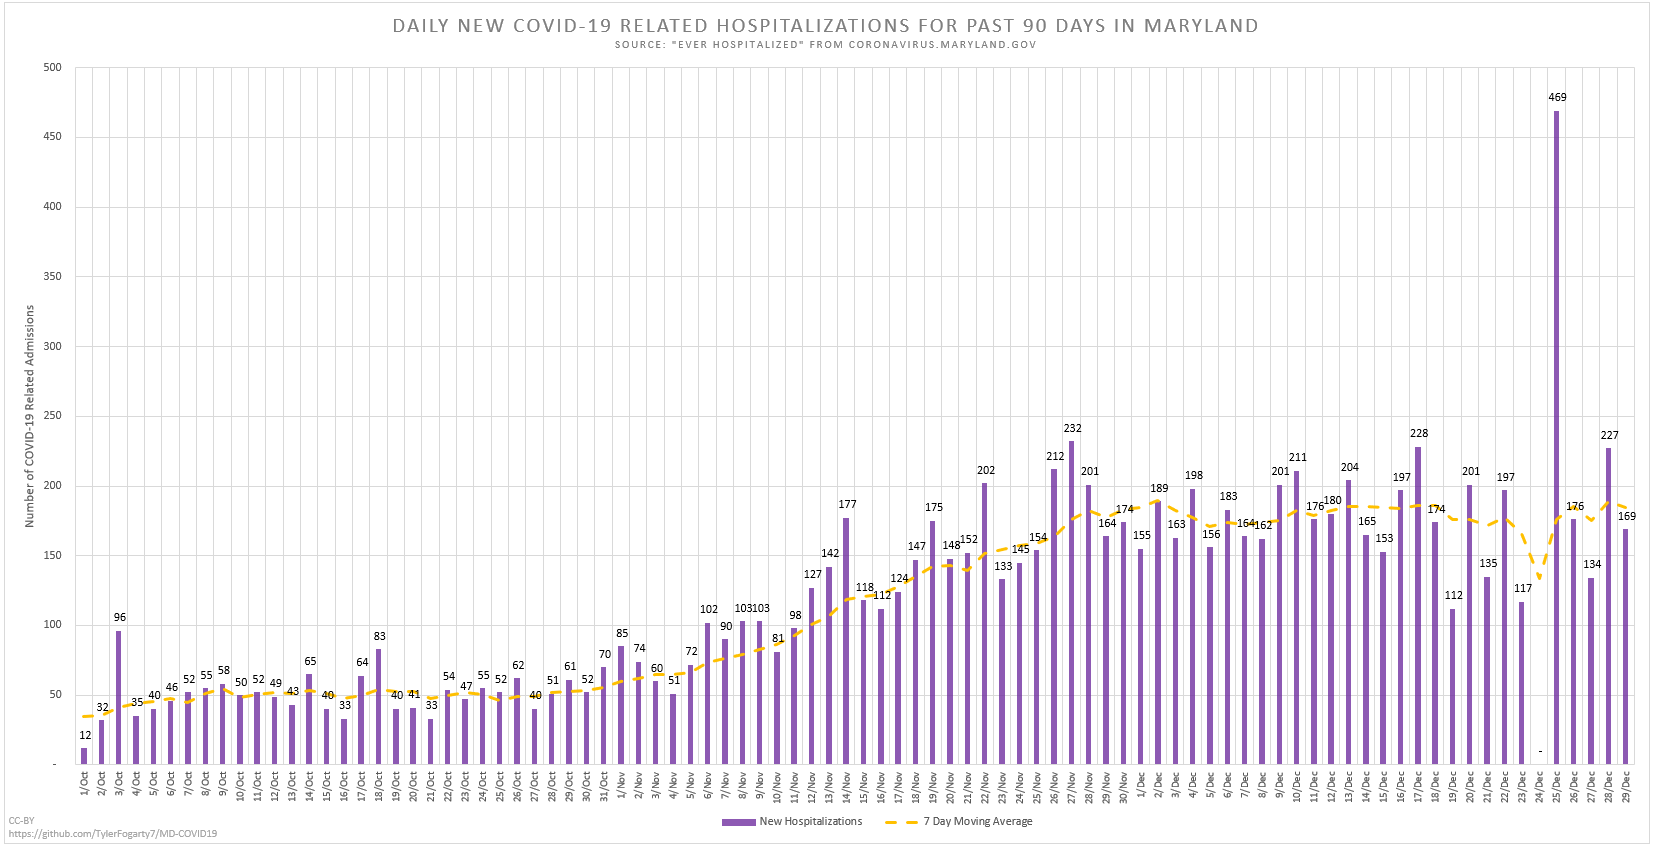 DAILY NEW COVID-19 RELATED HOSPITALIZATIONS FOR PAST 90 DAYS IN MARYLAND
SOURCE: "EVER HOSPITALIZED" FROM CORONAVIRUS.MARYLAND.GOV
Number of COVID-19 Related Admissions
500
450
400
350
300
250
200
150
100
50
-
12 32 96 35 40 46 52 55 58 50 52 49 43 65 40 33 64 83 40 41 33 54 47 55 52 62 40 51 61 52 70 85 74 60 51 72 102 90 103 103 81 98 127 142 177 118 112 124 147 175 148 152 202 133 145 154 212 232 201 164 174 155 189 163 198 156 183 164 162 201 211 176 180 204 165 153 197 228 174 112 201 135 197 117 - 469 176 134 227 169
1/Oct 2/Oct 3/Oct 4/Oct 5/Oct 6/Oct 7/Oct 8/Oct 9/Oct 10/Oct 11/Oct 12/Oct 13/Oct 14/Oct 15/Oct 16/Oct 17/Oct 18/Oct 19/Oct 20/Oct 21/Oct 22/Oct 23/Oct 24/Oct 25/Oct 26/Oct 27/Oct 28/Oct 29/Oct 30/Oct 31/Oct 1/Nov 2/Nov 3/Nov 4/Nov 5/Nov 6/Nov 7/Nov 8/Nov 9/Nov 10/Nov 11/Nov 12/Nov 13/Nov 14/Nov 15/Nov 16/Nov 17/Nov 18/Nov 19/Nov 20/Nov 21/Nov 22/Nov 23/Nov 24/Nov 25/Nov 26/Nov 27/Nov 28/Nov 29/Nov 30/Nov 1/Dec 2/Dec 3/Dec 4/Dec 5/Dec 6/Dec 7/Dec 8/Dec 9/Dec 10/Dec 11/Dec 12/Dec 13/Dec 14/Dec 15/Dec 16/Dec 17/Dec 18/Dec 19/Dec 20/Dec 21/Dec 22/Dec 23/Dec 24/Dec 25/Dec 26/Dec 27/Dec 28/Dec 29/Dec
New Hospitalizations 7 Day Moving Average
CC-BY
https://github.com/TylerFogarty7/MD-COVID19